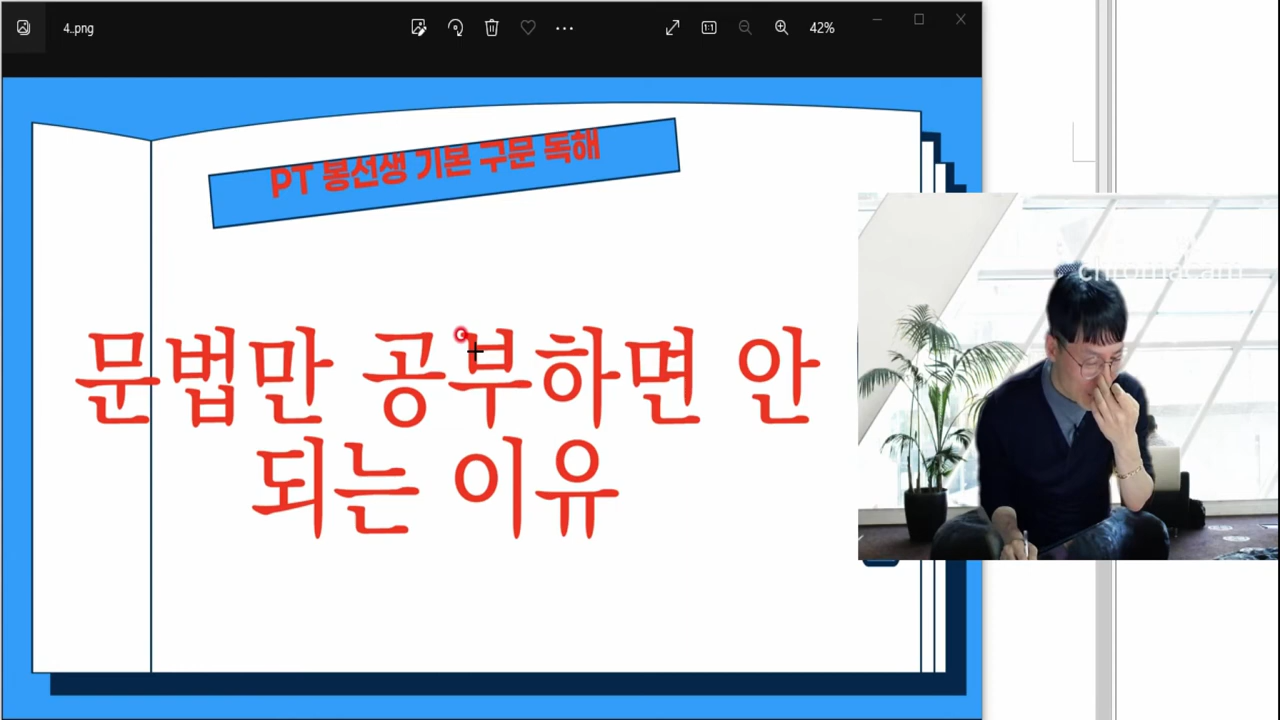 4..png
42%
PT 봉선생 기본 구문 독해
문법만 공부하면 안
되는 이유
chromacam